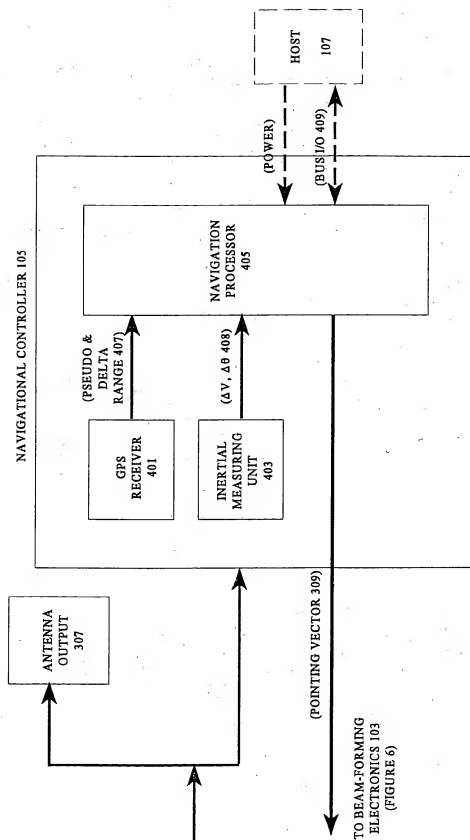 NAVIGATIONAL CONTROLLER 105
ANTENNA
OUTPUT
307
GPS
RECEIVER
401
(PSEUDO &
DELTA
RANGE 407)
INERTIAL
MEASURING
UNIT
403
(ΔV, Δθ 408)
NAVIGATION
PROCESSOR
405
(POWER)
(BUS I/O 409)
HOST
107
(POINTING VECTOR 309)
TO BEAM-FORMING
ELECTRONICS 103
(FIGURE 6)